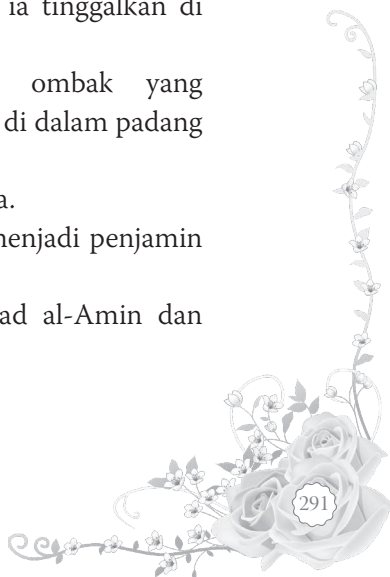 ia tinggalkan di
ombak yang
di dalam padang
a.
menjadi penjamin
ad al-Amin dan
291